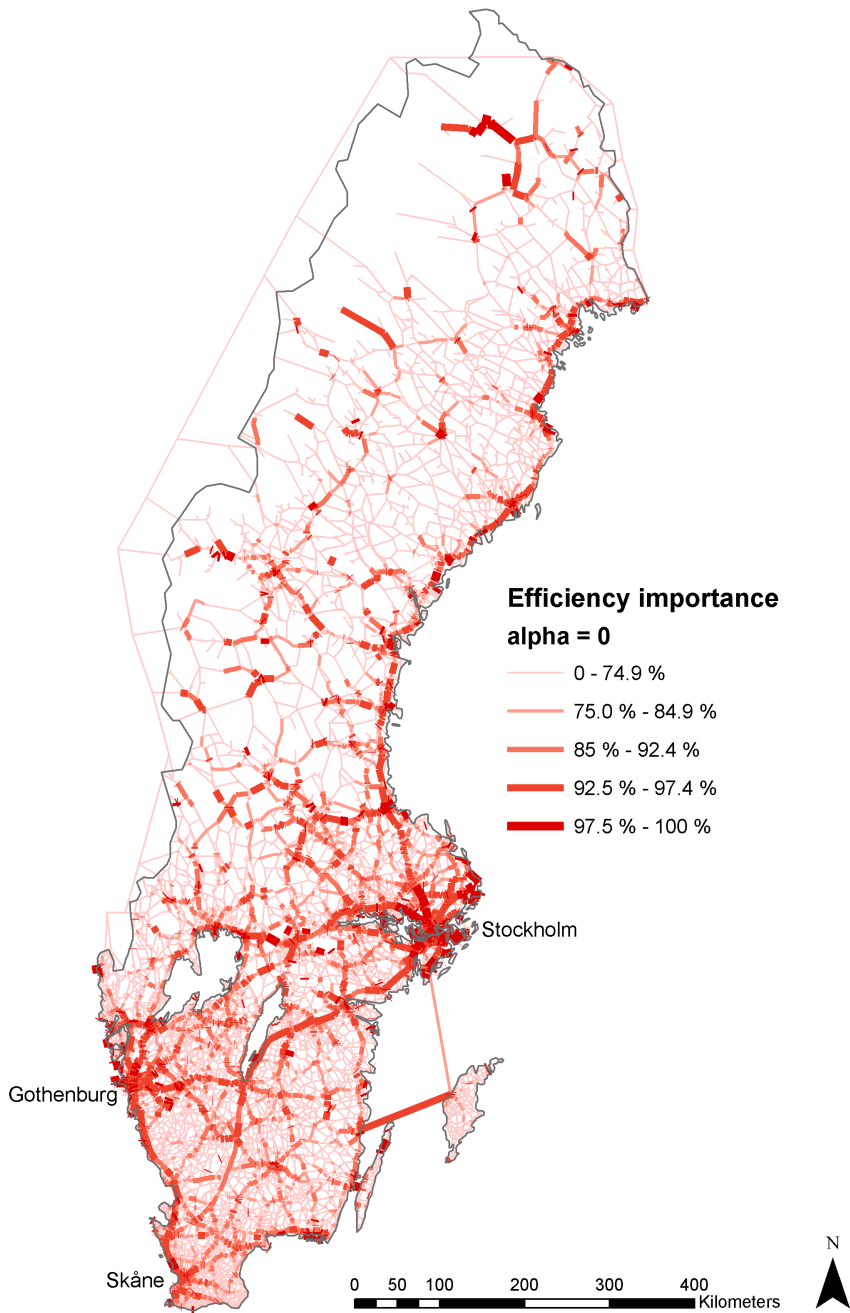 Efficiency importance
alpha = 0
0 - 74.9 %
75.0 % - 84.9 %
85 % - 92.4 %
92.5 % - 97.4 %
97.5 % - 100 %
Stockholm
Gothenburg
Skåne
N
0 50 100 200 300 400
Kilometers